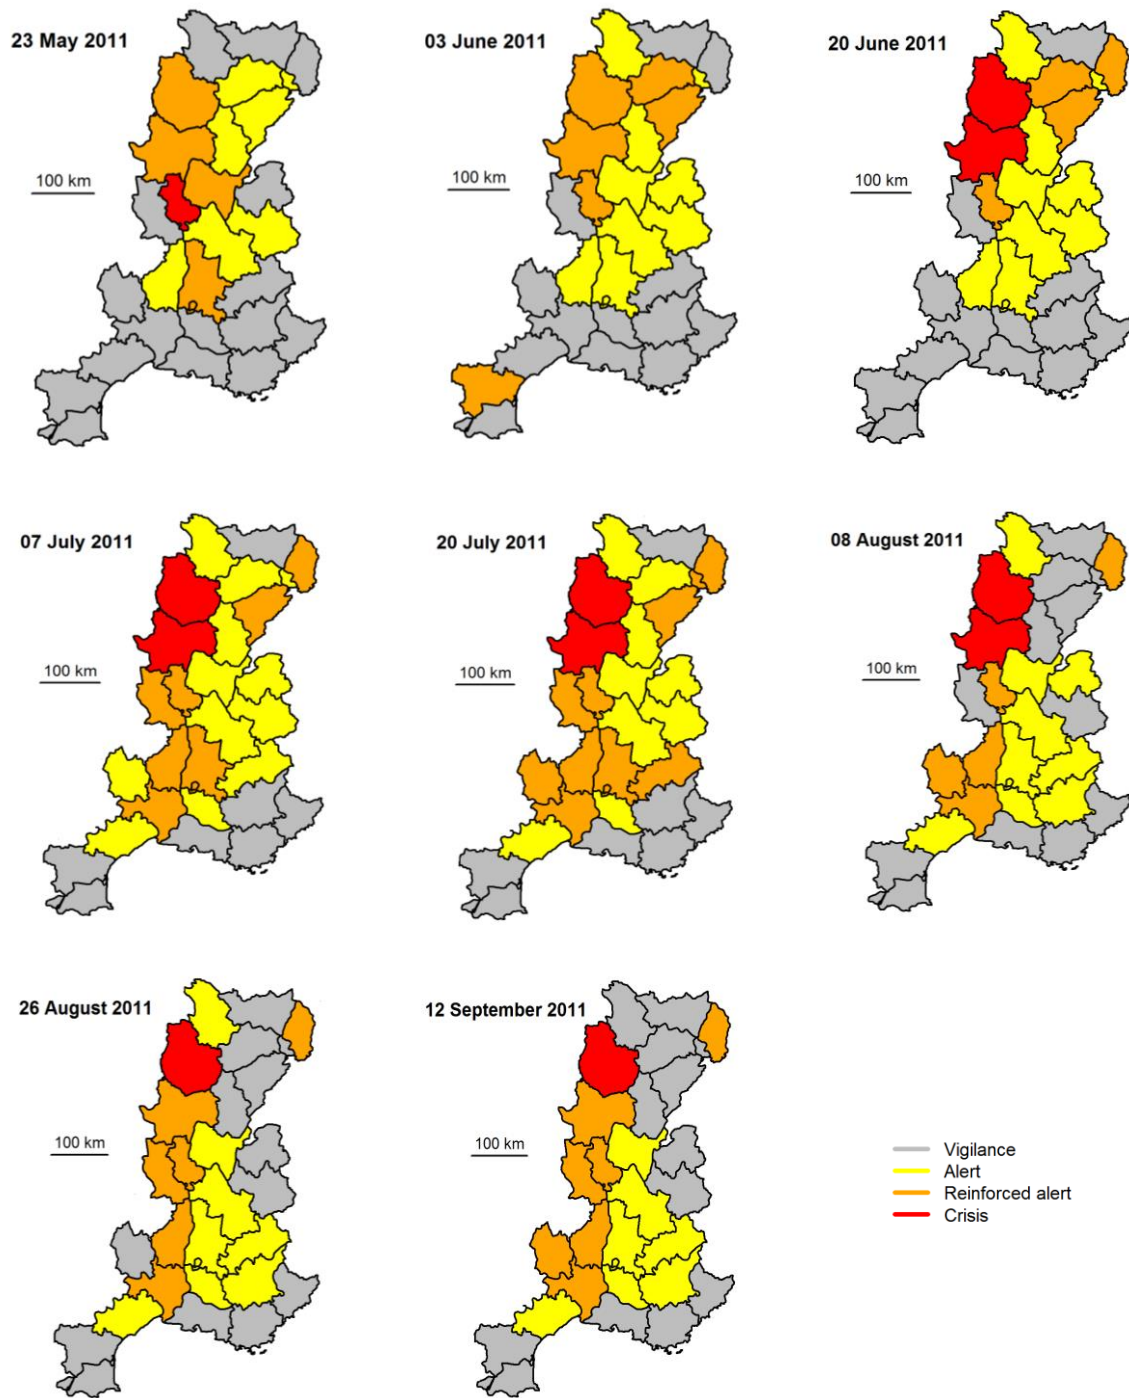 23 May 2011
03 June 2011
20 June 2011
100 km
100 km
100 km
07 July 2011
20 July 2011
08 August 2011
100 km
100 km
100 km
26 August 2011
12 September 2011
100 km
100 km
Vigilance
Alert
Reinforced alert
Crisis